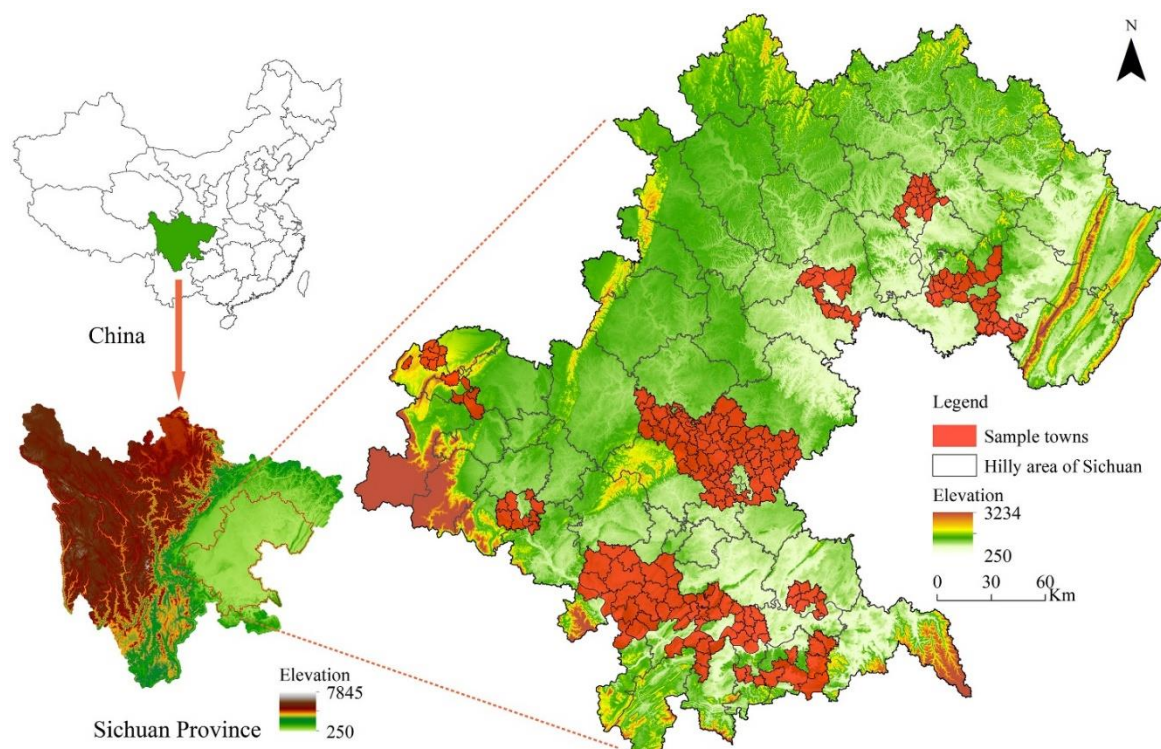 N
China
Legend
Sample towns
Hilly area of Sichuan
Elevation
3234
250
0 30 60
Km
Elevation
7845
250
Sichuan Province